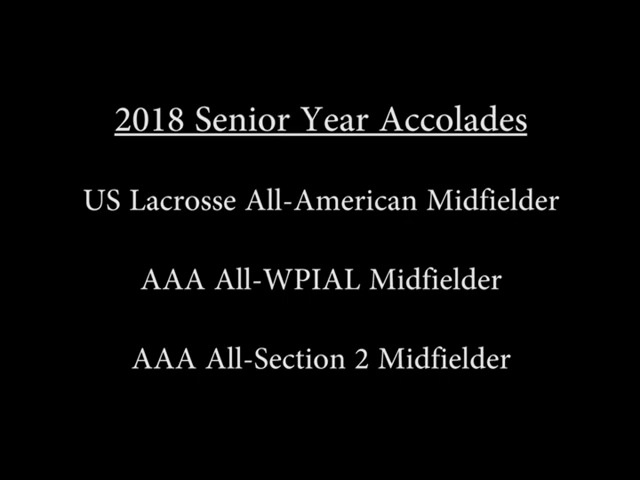 2018 Senior Year Accolades
US Lacrosse All-American Midfielder
AAA All-WPIAL Midfielder
AAA All-Section 2 Midfielder